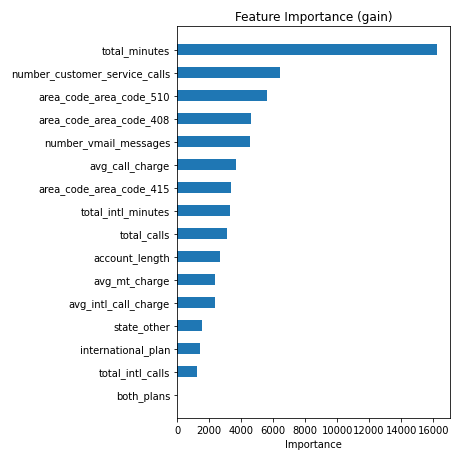 Feature Importance (gain)
total_minutes
number_customer_service_calls
area_code_area_code_510
area_code_area_code_408
number_vmail_messages
avg_call_charge
area_code_area_code_415
total_intl_minutes
total_calls
account_length
avg_mt_charge
avg_intl_call_charge
state_other
international_plan
total_intl_calls
both_plans
0 2000 4000 6000 8000 10000 12000 14000 16000
Importance